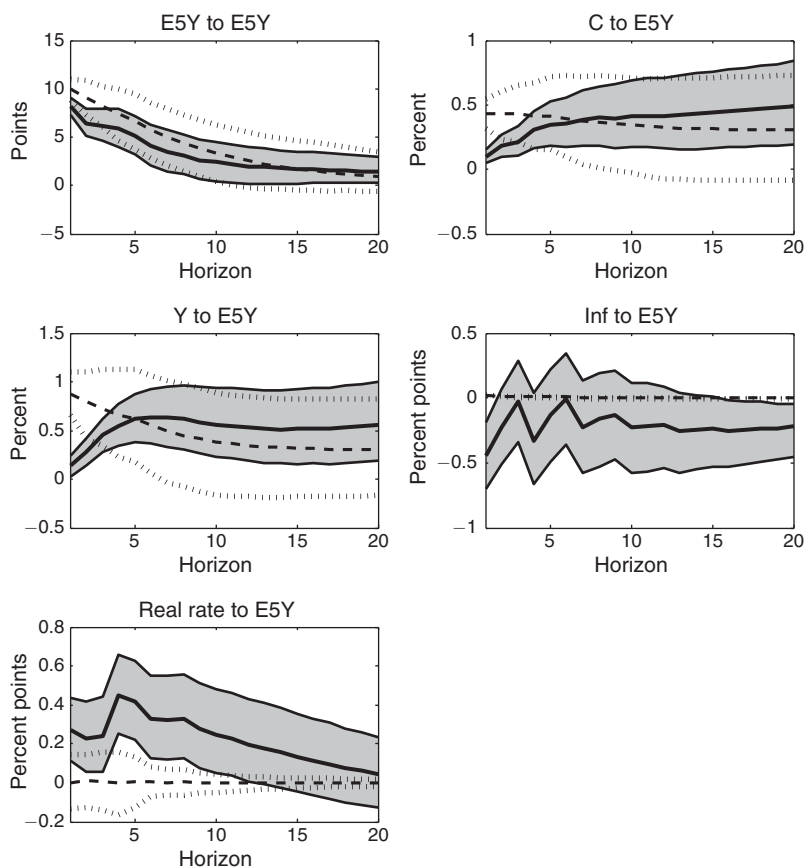 E5Y to E5Y
Points
15
10
5
0
−5
5
10
15
20
Horizon
C to E5Y
Percent
1
0.5
0
−0.5
5
10
15
20
Horizon
Y to E5Y
Percent
1.5
1
0.5
0
−0.5
5
10
15
20
Horizon
Inf to E5Y
Percent points
0.5
0
−0.5
−1
5
10
15
20
Horizon
Real rate to E5Y
Percent points
0.8
0.6
0.4
0.2
0
−0.2
5
10
15
20
Horizon